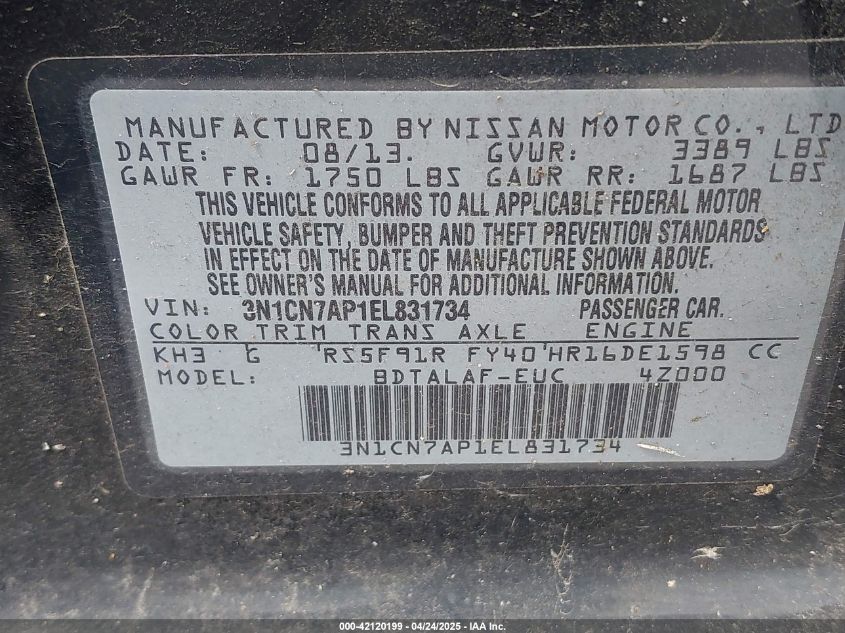 MANUFACTURED BY NISSAN MOTOR CO., LTD
DATE: 08/13. GVWR: 3389 LBS
GAWR FR: 1750 LBS GAWR RR: 1687 LBS
THIS VEHICLE CONFORMS TO ALL APPLICABLE FEDERAL MOTOR
VEHICLE SAFETY, BUMPER AND THEFT PREVENTION STANDARDS
IN EFFECT ON THE DATE OF MANUFACTURE SHOWN ABOVE.
SEE OWNER'S MANUAL FOR ADDITIONAL INFORMATION.
VIN: 3N1CN7AP1EL831734 PASSENGER CAR.
COLOR TRIM TRANS AXLE ENGINE
KH3 G RS5F91R FY40 HR16DE1598 CC
MODEL: BDTALAF-EUC 4Z000
3N1CN7AP1EL831734
000-42120199 - 04/24/2025 - IAA Inc.